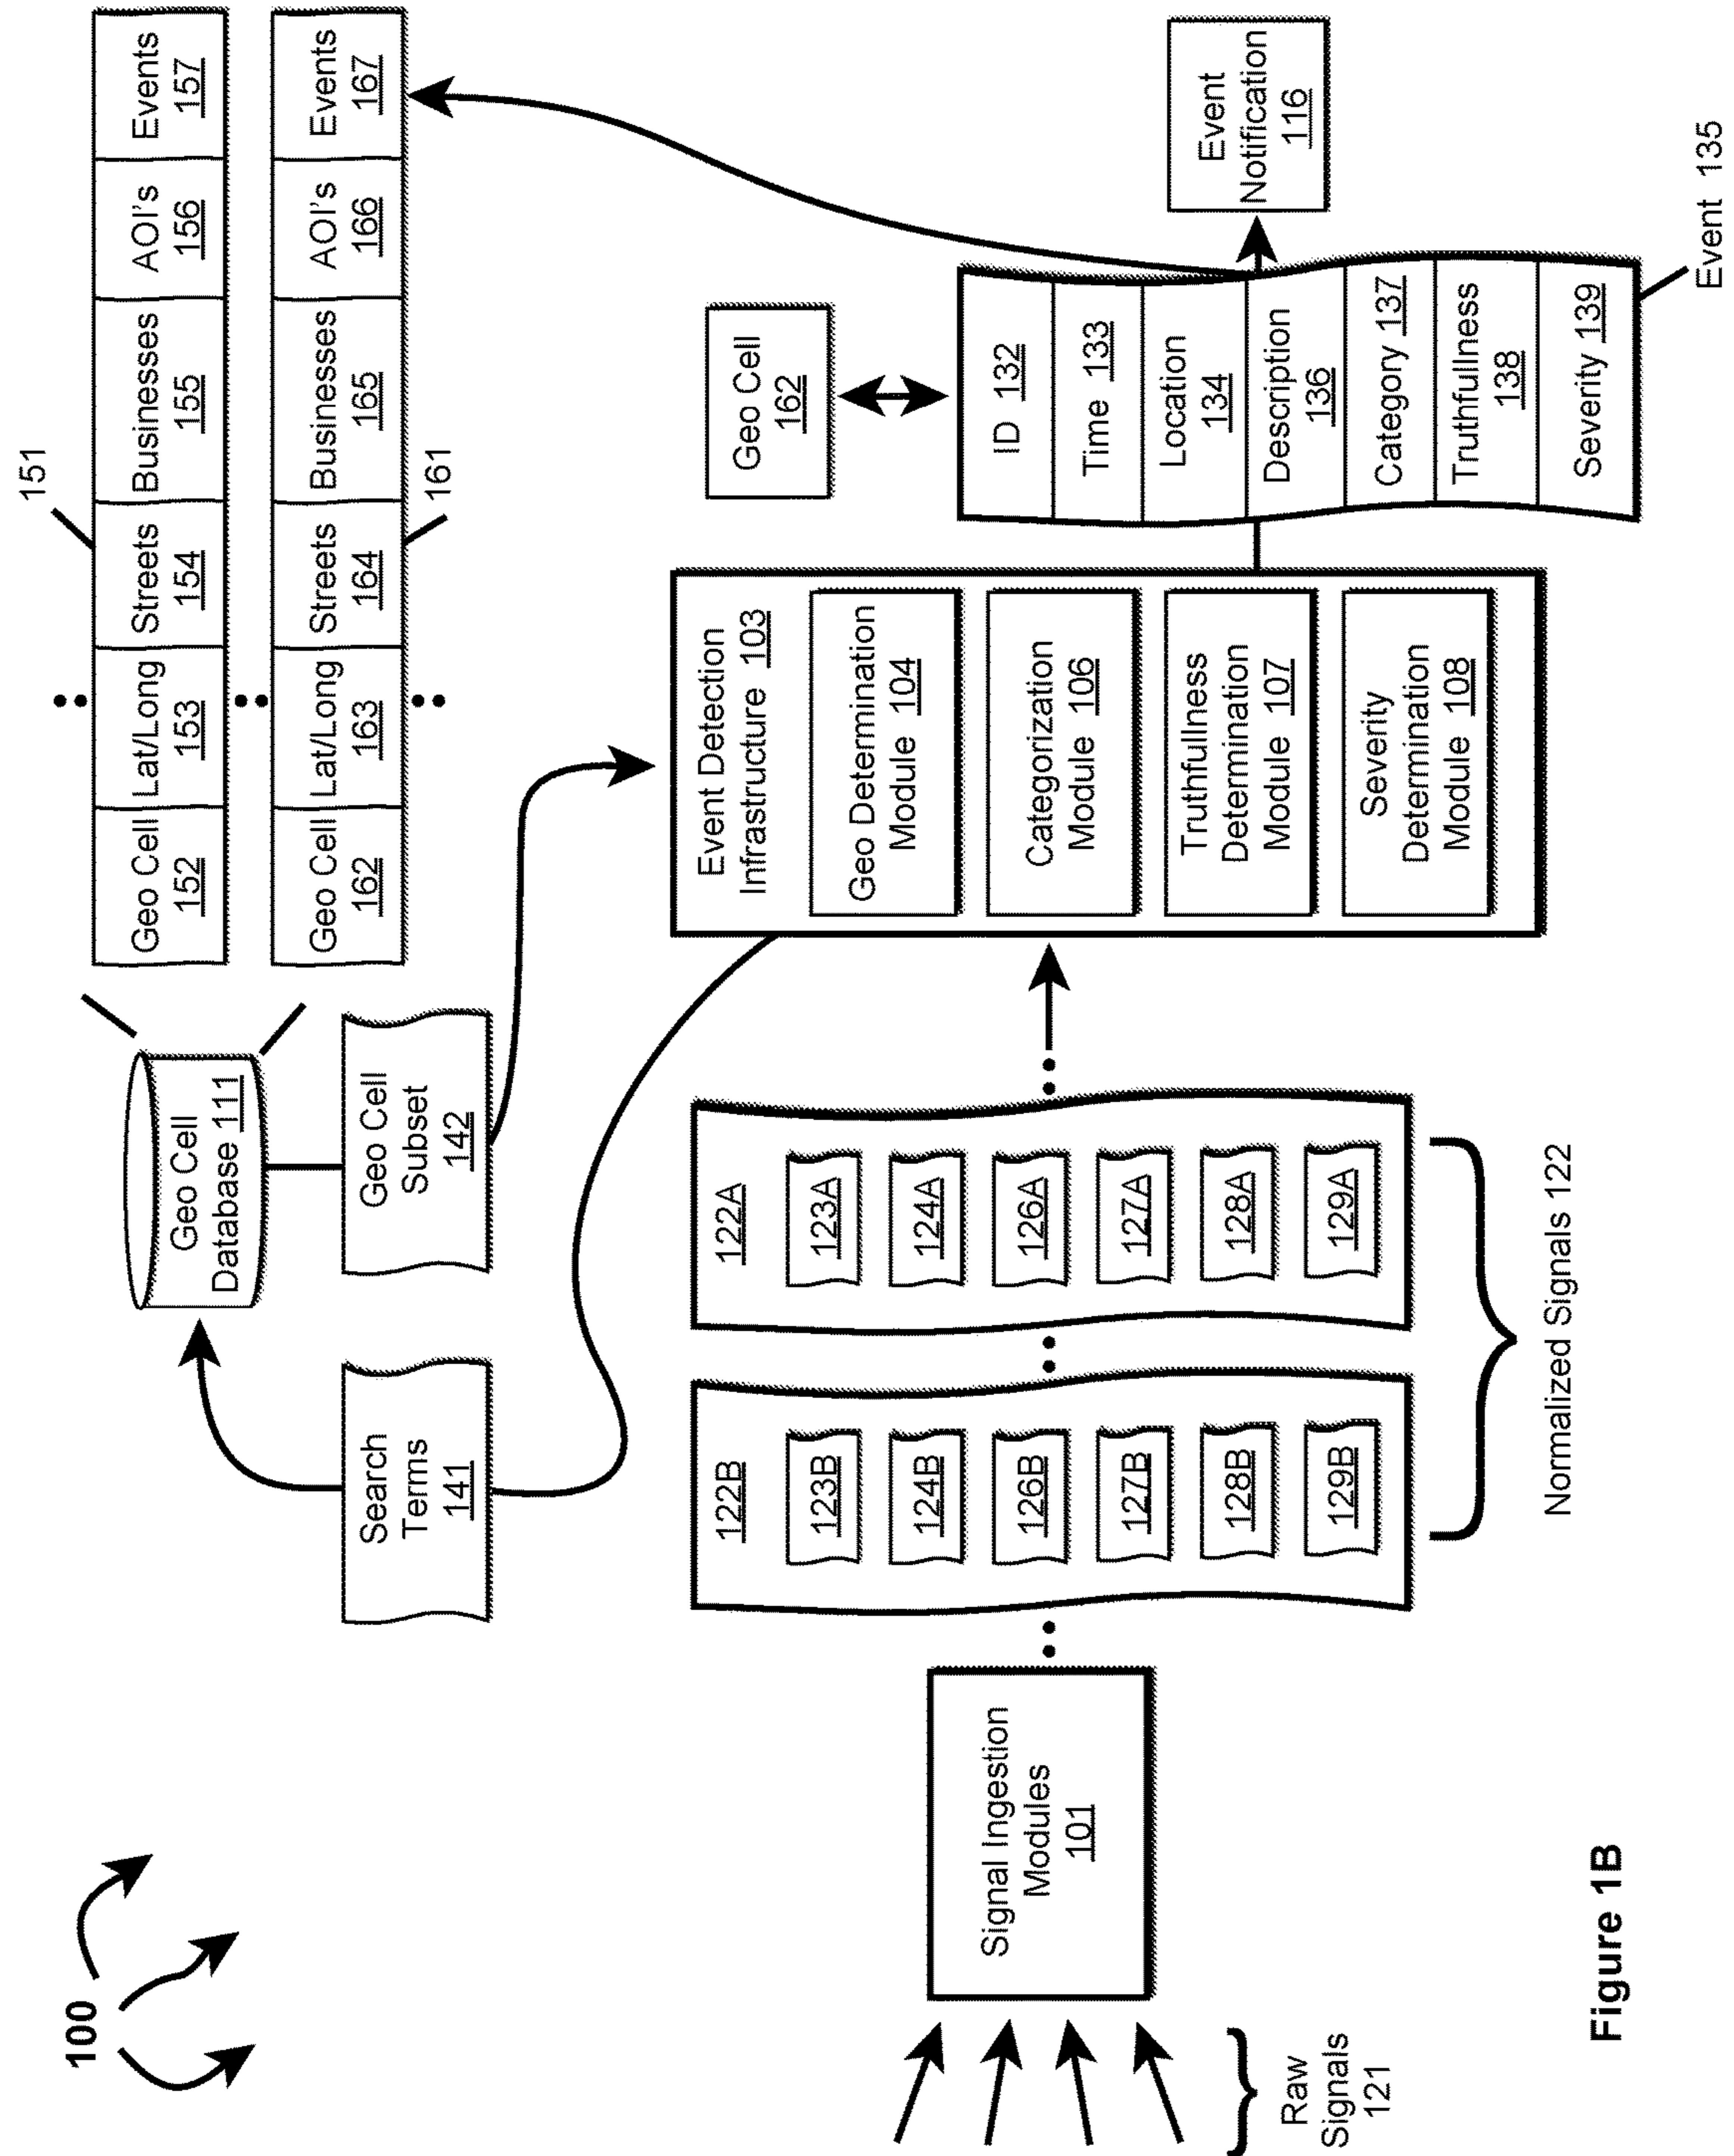 100
151
Geo Cell
152
Lat/Long
153
Streets
154
Businesses
155
AOI's
156
Events
157
Geo Cell
162
Lat/Long
163
Streets
164
Businesses
165
AOI's
166
Events
167
161
Geo Cell
Database 111
Search
Terms
141
Geo Cell
Subset
142
Raw
Signals
121
Signal Ingestion
Modules
101
122B
123B
124B
126B
127B
128B
129B
122A
123A
124A
126A
127A
128A
129A
Normalized Signals 122
Event Detection
Infrastructure 103
Geo Determination
Module 104
Categorization
Module 106
Truthfullness
Determination
Module 107
Severity
Determination
Module 108
Geo Cell
162
ID 132
Time 133
Location
134
Description
136
Category 137
Truthfullness
138
Severity 139
Event 135
Event
Notification
116
Figure 1B